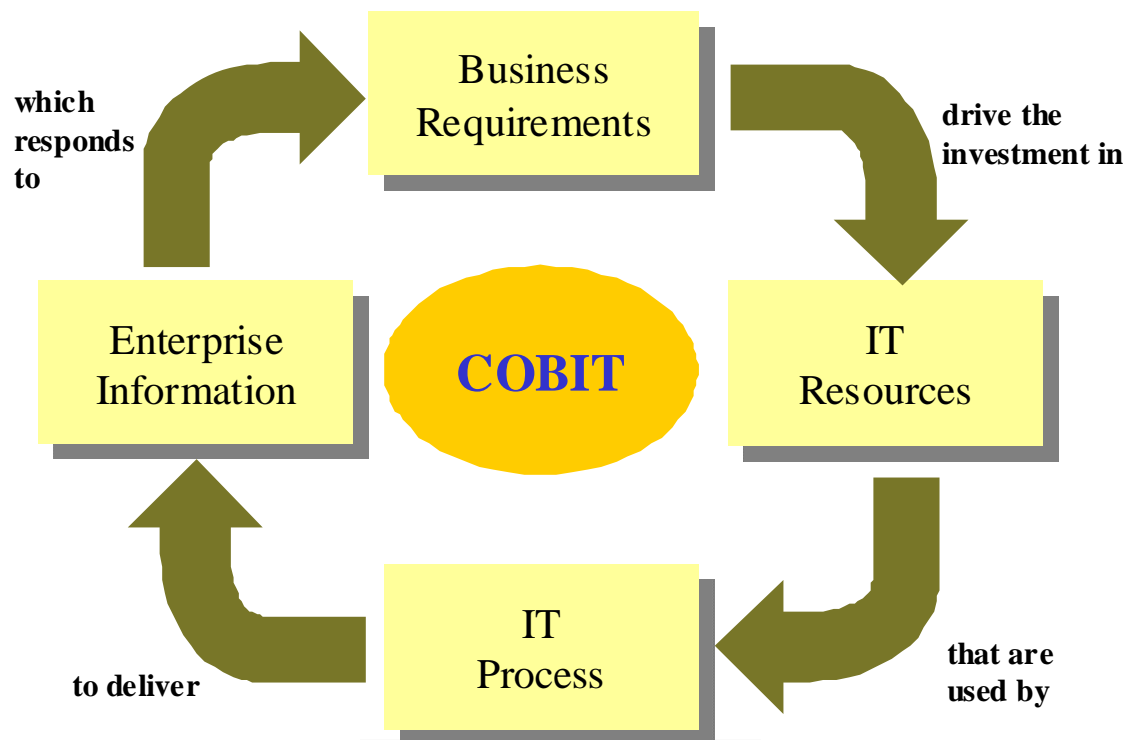 Business
Requirements
drive the
investment in
IT
Resources
that are
used by
IT
Process
to deliver
Enterprise
Information
which
responds
to
COBIT